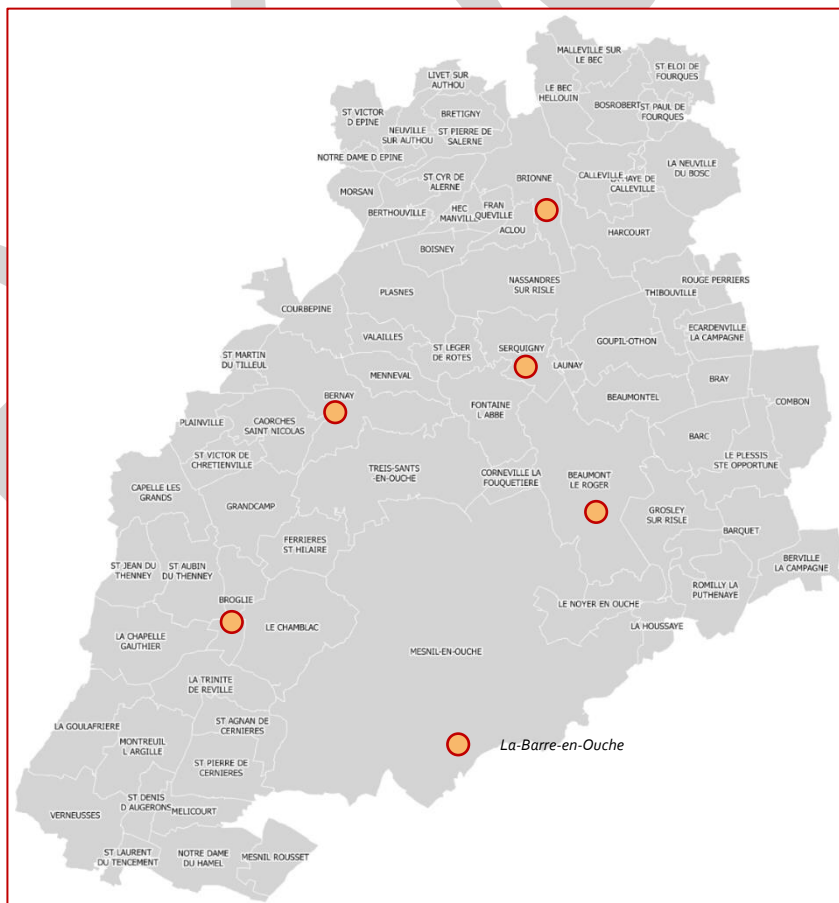 MALLEVILLE SUR
LE BEC
ST ELOI DE
FOURQUES
LIVET SUR
AUTHOU
LE BEC
HELLOUIN
BOSROBERT
ST PAUL DE
FOURQUES
ST VICTOR
D EPINE
BRETIGNY
NEUVILLE
SUR AUTHOU
ST PIERRE DE
SALERNE
NOTRE DAME D EPINE
LA NEUVILLE
DU BOSC
ST CYR DE
ALERNE
BRIONNE
CALLEVILLE
HAYE DE
CALLEVILLE
MORSAN
BERTHOUVILLE
HEC
MANVILLE
FRAN
QUEVILLE
ACLOU
HARCOURT
BOISNEY
NASSANDRES
SUR RISLE
ROUGE PERRIERS
THIBOUVILLE
PLASNES
COURBEPINE
VALAILLES
ST LEGER
DE ROTES
SERQUIGNY
GOUPIL-OTHON
ECARDENVILLE
LA CAMPAGNE
ST MARTIN
DU TILLEUL
LAUNAY
MENNEVAL
BRAY
BERNAY
FONTAINE
L ABBE
BEAUMONTEL
COMBON
PLAINVILLE
CAORCHES
SAINT NICOLAS
BARC
ST VICTOR DE
CHRETIENVILLE
LE PLESSIS
STE OPPORTUNE
TREIS-SANTS
-EN-OUCHE
CORNEVILLE LA
FOUQUETIERE
BEAUMONT
LE ROGER
CAPELLE LES
GRANDS
GRANDCAMP
GROSLEY
SUR RISLE
BARQUET
FERRIERES
ST HILAIRE
ST JEAN DU
THENNEY
ST AUBIN
DU THENNEY
BERVILLE
LA CAMPAGNE
ROMILLY LA
PUTHENAYE
BROGLIE
LE NOYER EN OUCHE
LE CHAMBLAC
LA HOUSSAYE
LA CHAPELLE
GAUTHIER
MESNIL-EN-OUCHE
LA TRINITE
DE REVILLE
LA GOULAFRIERE
ST AGNAN DE
CERNIERES
MONTREUIL
L ARGILLE
La-Barre-en-Ouche
ST PIERRE DE
CERNIERES
ST DENIS
D AUGERONS
MELICOURT
VERNEUSSES
ST LAURENT
DU TENCEMENT
NOTRE DAME
DU HAMEL
MESNIL ROUSSET